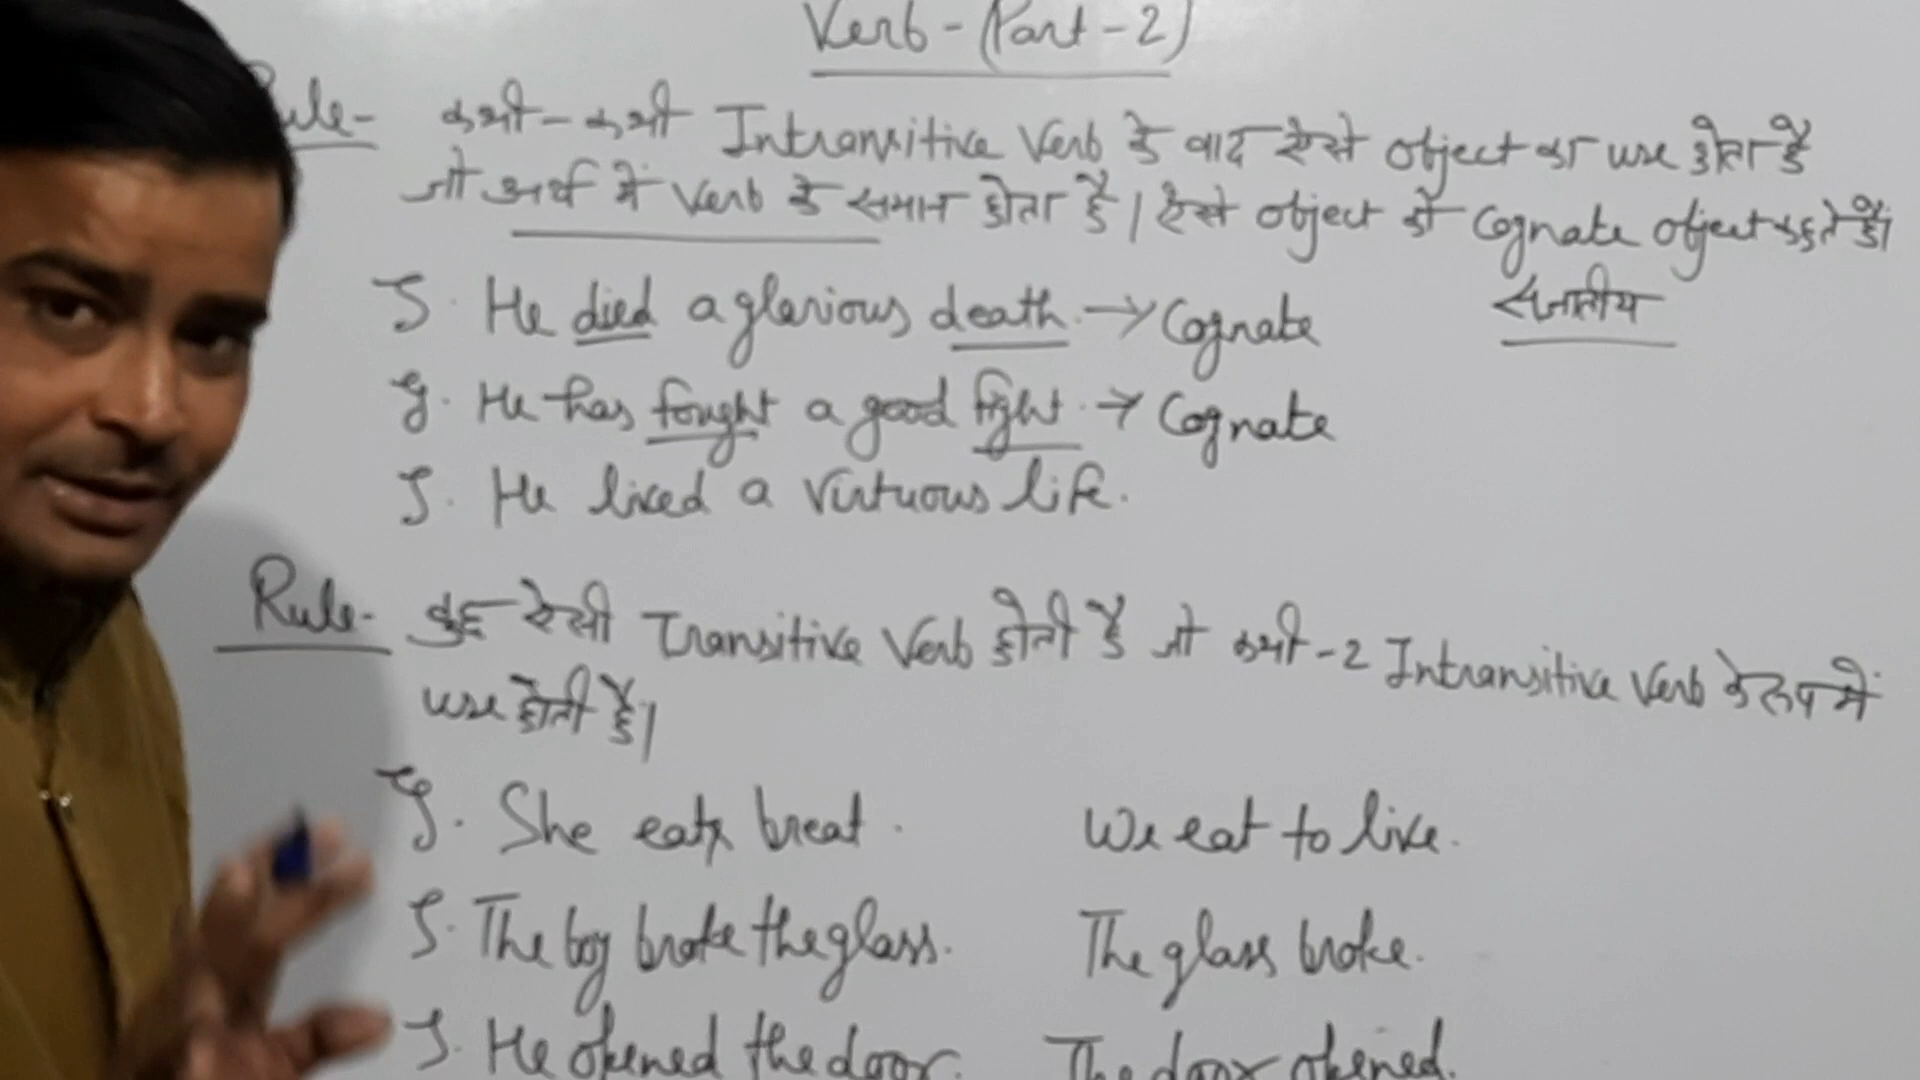 Verb - (Part - 2)
Rule- कभी - कभी Intransitive Verb के बाद ऐसे object का use होता है
जो अर्थ में Verb के समान होता है। ऐसे object को Cognate object कहते हैं।
सजातीय
He died a glorious death. → Cognate
He has fought a good fight. → Cognate
He lived a virtuous life.
Rule- कुछ ऐसी Transitive Verb होती है जो कभी-2 Intransitive Verb के रूप में
use होती है।
She eats breat. We eat to live.
The boy broke the glass. The glass broke.
He opened the door. The door opened.